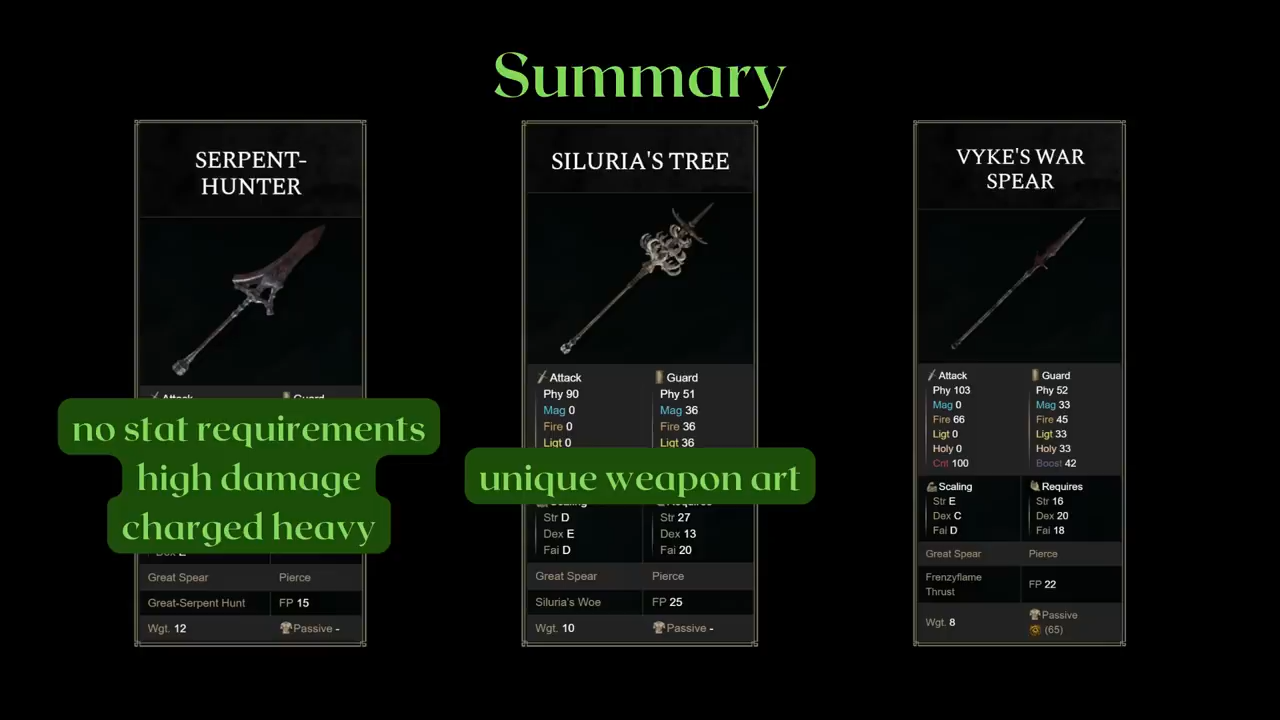 Summary
SERPENT-
HUNTER
no stat requirements
high damage
charged heavy
Great Spear Pierce
Great-Serpent Hunt FP 15
Wgt. 12 Passive -
SILURIA'S TREE
Attack Guard
Phy 90 Phy 51
Mag 0 Mag 36
Fire 0 Fire 36
Ligt 0 Ligt 36
unique weapon art
Scaling Requires
Str D Str 27
Dex E Dex 13
Fai D Fai 20
Great Spear Pierce
Siluria's Woe FP 25
Wgt. 10 Passive -
VYKE'S WAR
SPEAR
Attack Guard
Phy 103 Phy 52
Mag 0 Mag 33
Fire 66 Fire 45
Ligt 0 Ligt 33
Holy 0 Holy 33
Crit 100 Boost 42
Scaling Requires
Str E Str 16
Dex C Dex 20
Fai D Fai 18
Great Spear Pierce
Frenzyflame
Thrust FP 22
Wgt. 8 Passive
(65)